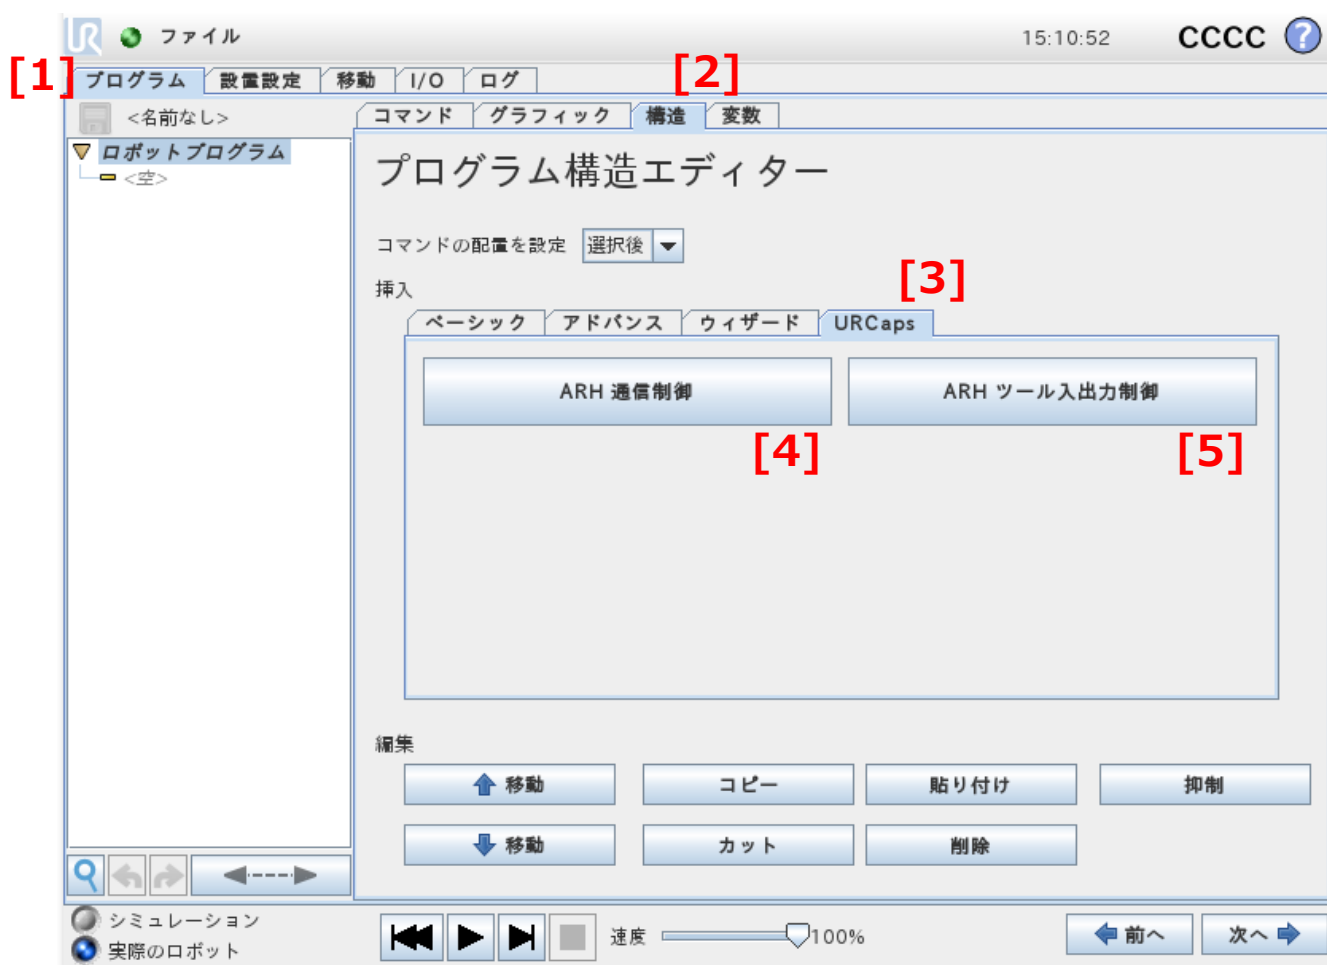 UR ファイル 15:10:52 CCCC ?
[1] プログラム 設置設定 移動 I/O ログ [2]
<名前なし> コマンド グラフィック 構造 変数
ロボットプログラム
<空>
プログラム構造エディター
コマンドの配置を設定 選択後
挿入 [3]
ベーシック アドバンス ウィザード URCaps
ARH 通信制御 ARH ツール入出力制御
[4] [5]
編集
移動 コピー 貼り付け 抑制
移動 カット 削除
シミュレーション
実際のロボット
速度 100% 前へ 次へ